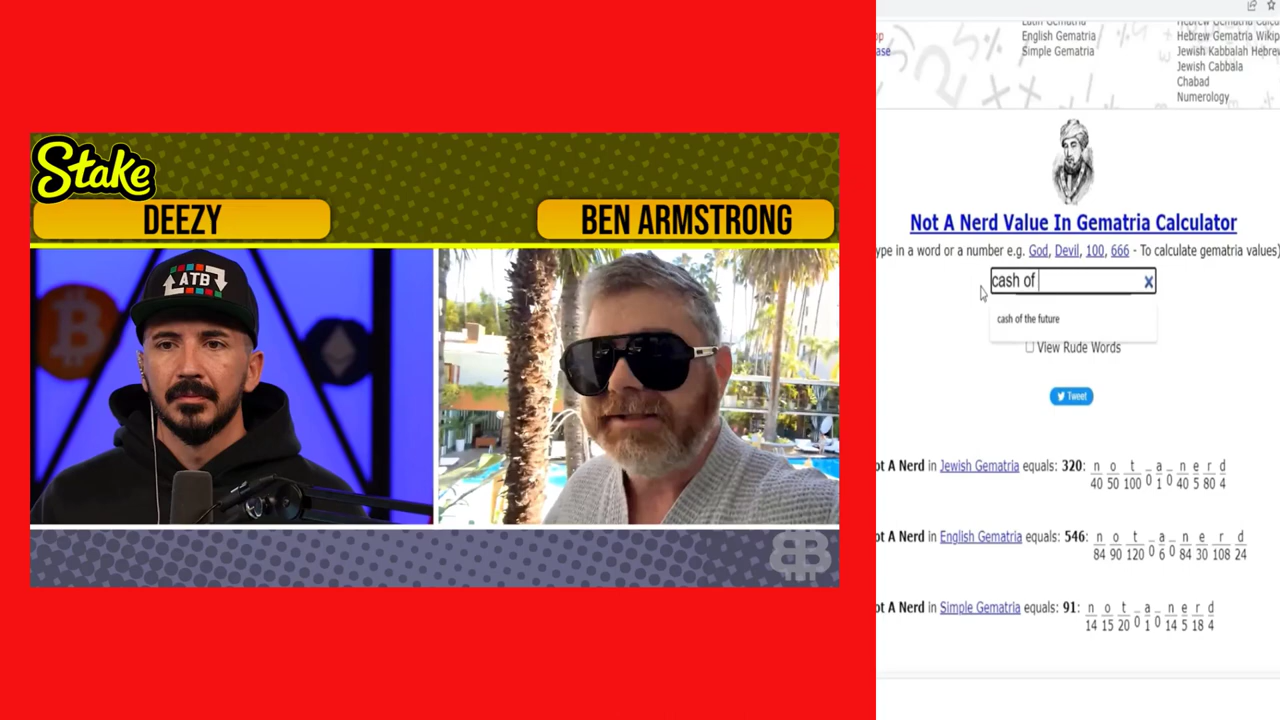 Stake
DEEZY
BEN ARMSTRONG
ATB
English Gematria
Simple Gematria
Hebrew Gematria Wikip
Jewish Kabbalah Hebre
Jewish Cabbala
Chabad
Numerology
Not A Nerd Value In Gematria Calculator
ype in a word or a number e.g. God, Devil, 100, 666 - To calculate gematria values)
cash of
cash of the future
View Rude Words
Tweet
ot A Nerd in Jewish Gematria equals: 320:
n o t _ a _ n e r d
40 50 100 0 1 0 40 5 80 4
ot A Nerd in English Gematria equals: 546:
n o t _ a _ n e r d
84 90 120 0 6 0 84 30 108 24
ot A Nerd in Simple Gematria equals: 91:
n o t _ a _ n e r d
14 15 20 0 1 0 14 5 18 4